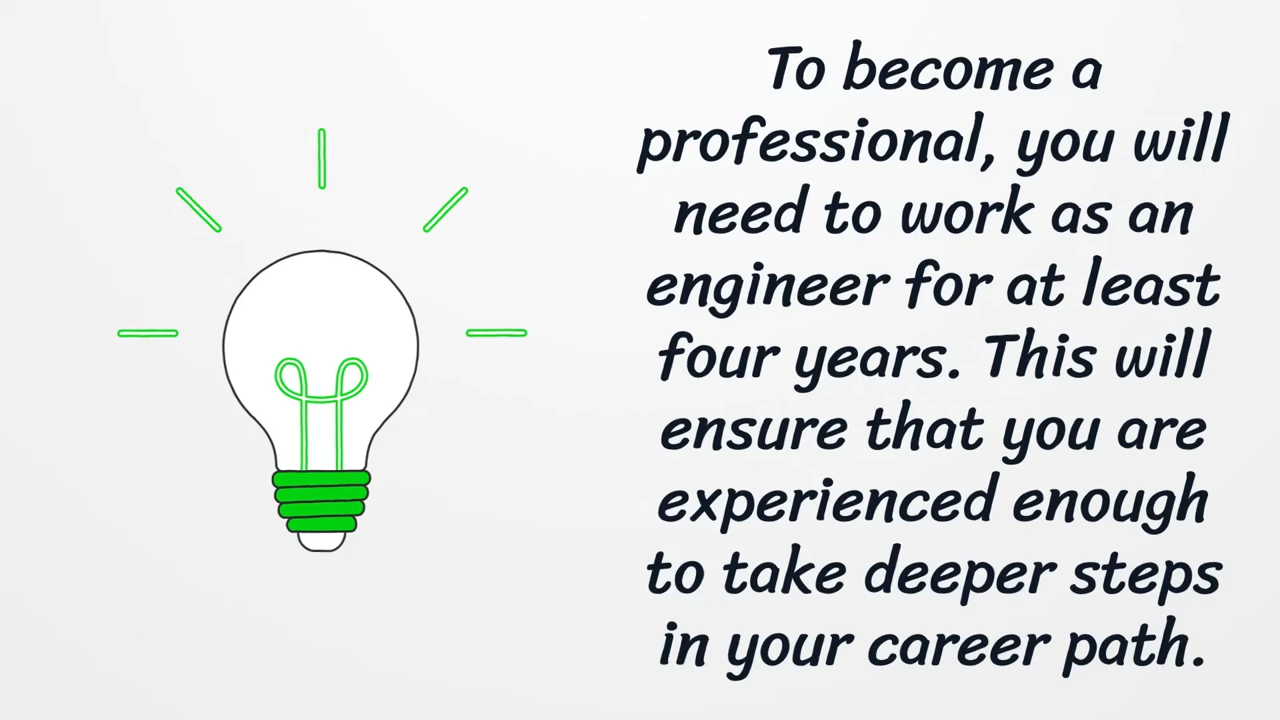 To become a
professional, you will
need to work as an
engineer for at least
four years. This will
ensure that you are
experienced enough
to take deeper steps
in your career path.